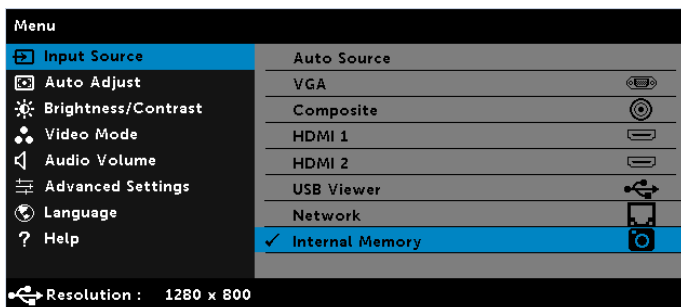 Menu
Input Source
Auto Adjust
Brightness/Contrast
Video Mode
Audio Volume
Advanced Settings
Language
? Help
Auto Source
VGA
Composite
HDMI 1
HDMI 2
USB Viewer
Network
✓ Internal Memory
Resolution : 1280 x 800